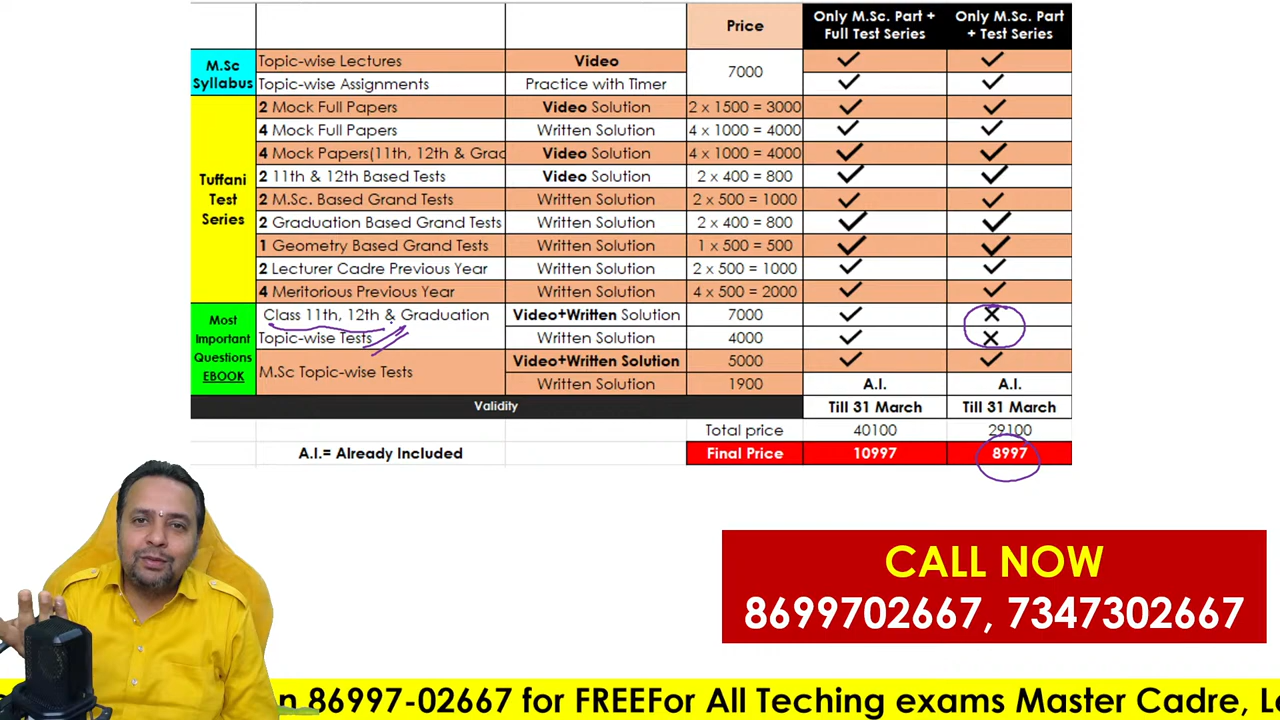 Price Only M.Sc. Part + Full Test Series Only M.Sc. Part + Test Series
M.Sc Syllabus
Topic-wise Lectures Video 7000
Topic-wise Assignments Practice with Timer
Tuffani Test Series
2 Mock Full Papers Video Solution 2 x 1500 = 3000
4 Mock Full Papers Written Solution 4 x 1000 = 4000
4 Mock Papers(11th, 12th & Grad Video Solution 4 x 1000 = 4000
2 11th & 12th Based Tests Video Solution 2 x 400 = 800
2 M.Sc. Based Grand Tests Written Solution 2 x 500 = 1000
2 Graduation Based Grand Tests Written Solution 2 x 400 = 800
1 Geometry Based Grand Tests Written Solution 1 x 500 = 500
2 Lecturer Cadre Previous Year Written Solution 2 x 500 = 1000
4 Meritorious Previous Year Written Solution 4 x 500 = 2000
Most Important Questions EBOOK
Class 11th, 12th & Graduation Video+Written Solution 7000
Topic-wise Tests Written Solution 4000
M.Sc Topic-wise Tests Video+Written Solution 5000
Written Solution 1900 A.I. A.I.
Validity Till 31 March Till 31 March
Total price 40100 29100
A.I.= Already Included Final Price 10997 8997
CALL NOW
8699702667, 7347302667
n 86997-02667 for FREEFor All Teching exams Master Cadre,